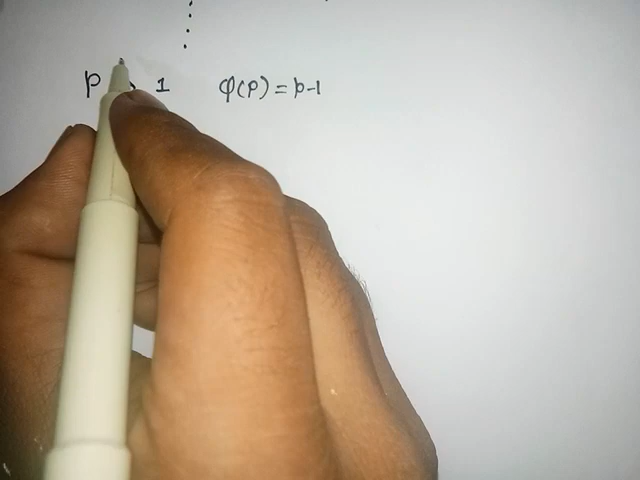 p 1 φ(p) = p-1